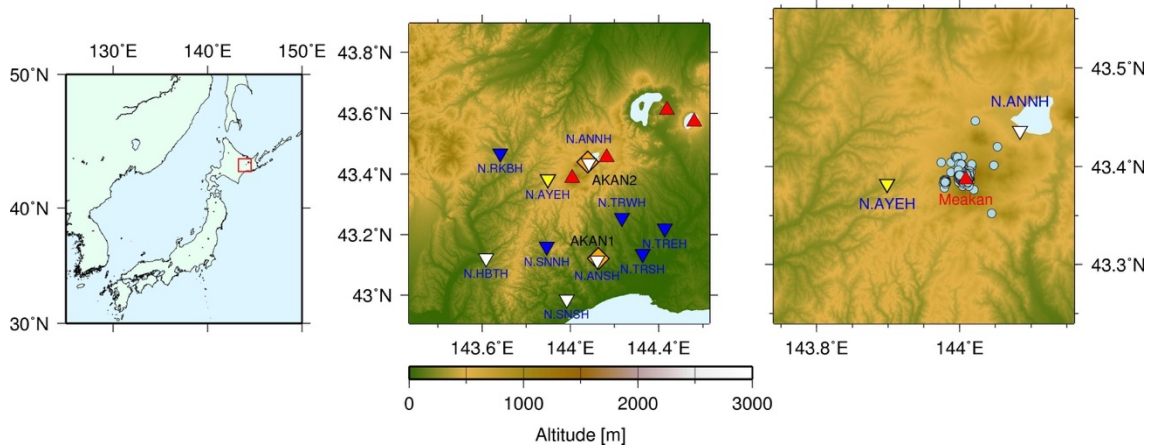 130˚E
140˚E
150˚E
50˚N
40˚N
30˚N
43.8˚N
43.6˚N
43.4˚N
43.2˚N
43˚N
N.ANNH
N.RKBH
N.AYEH
AKAN2
N.TRWH
AKAN1
N.TREH
N.SNNH
N.TRSH
N.HBTH
N.ANSH
N.SNSH
143.6˚E
144˚E
144.4˚E
0
1000
2000
3000
Altitude [m]
43.5˚N
N.ANNH
43.4˚N
N.AYEH
Meakan
43.3˚N
143.8˚E
144˚E